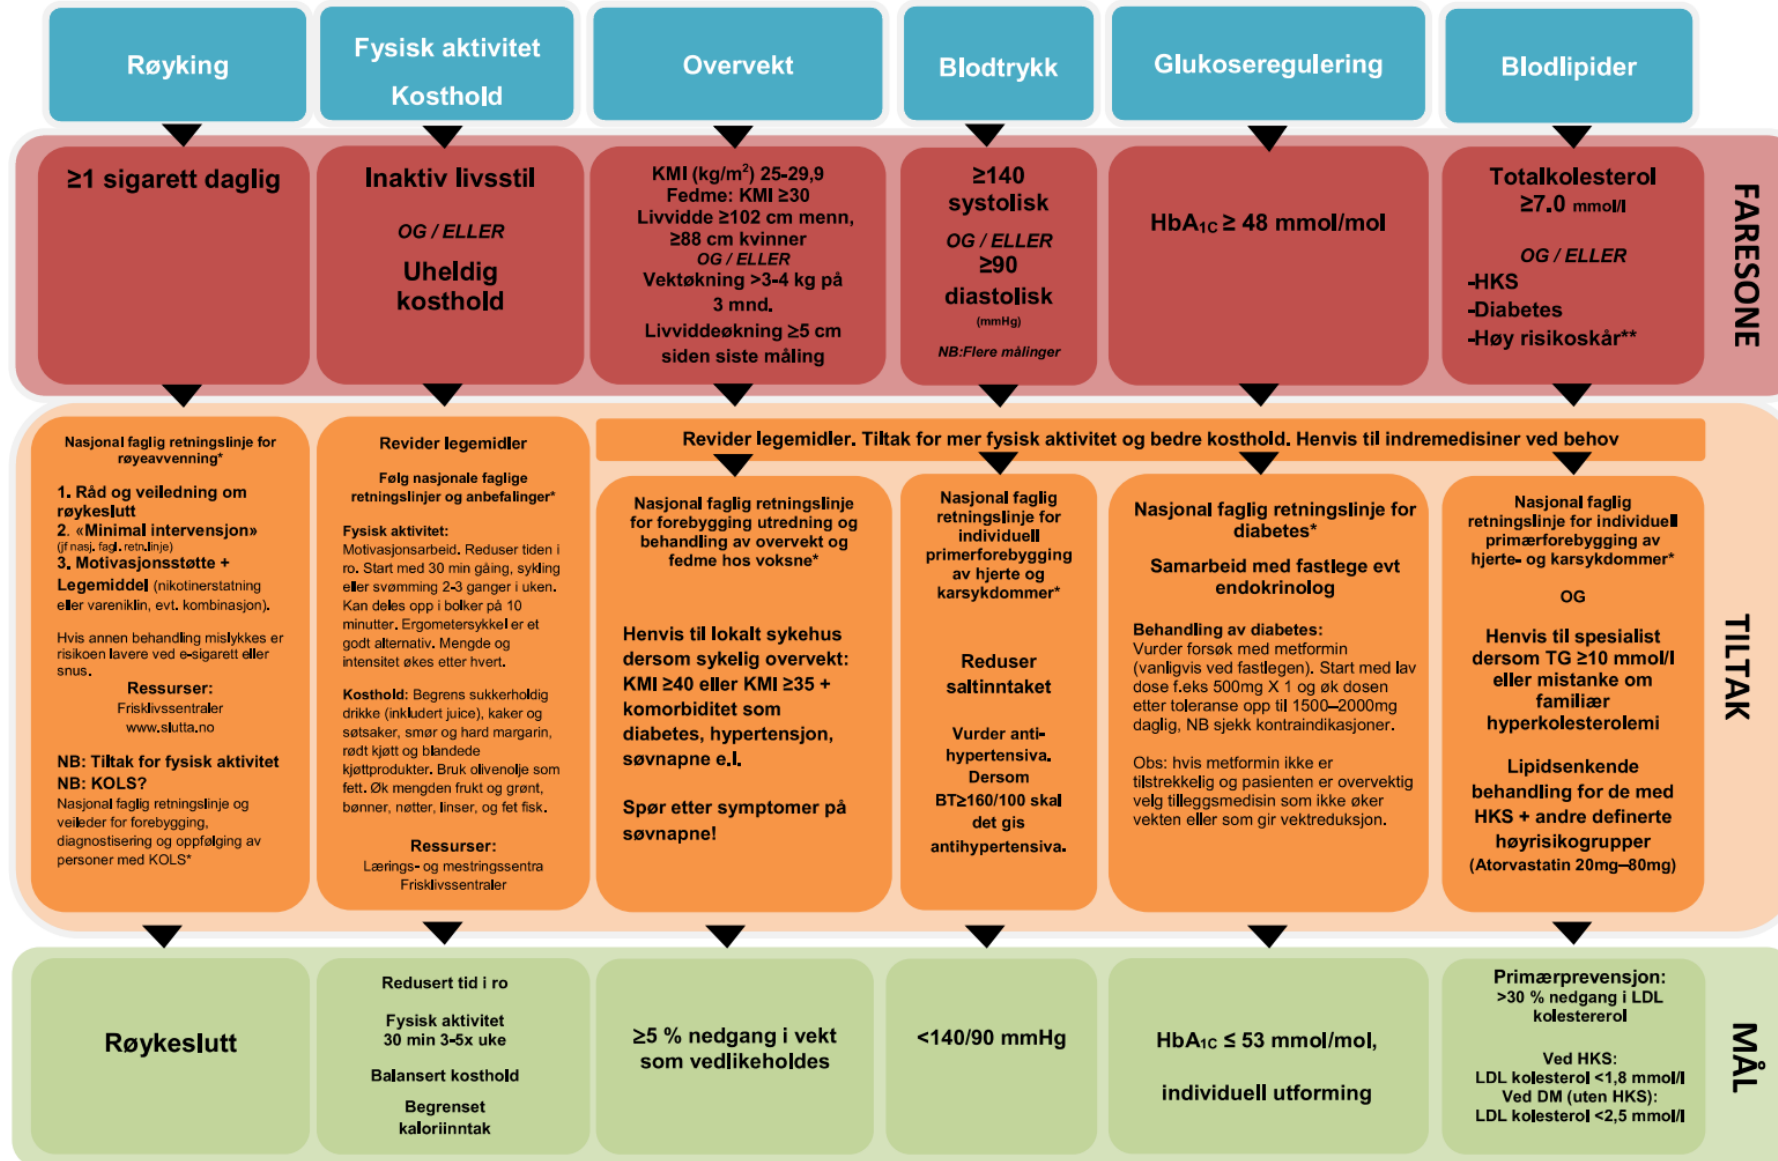 Røyking
Fysisk aktivitet
Kosthold
Overvekt
Blodtrykk
Glukoseregulering
Blodlipider
FARESONE
≥1 sigarett daglig
Inaktiv livsstil
OG / ELLER
Uheldig
kosthold
KMI (kg/m²) 25-29,9
Fedme: KMI ≥30
Livvidde ≥102 cm menn,
≥88 cm kvinner
OG / ELLER
Vektøkning >3-4 kg på
3 mnd.
Livviddeøkning ≥5 cm
siden siste måling
≥140
systolisk
OG / ELLER
≥90
diastolisk
(mmHg)
NB:Flere målinger
HbA1C ≥ 48 mmol/mol
Totalkolesterol
≥7.0 mmol/l
OG / ELLER
-HKS
-Diabetes
-Høy risikoskår**
TILTAK
Nasjonal faglig retningslinje for
røyeavvenning*
1. Råd og veiledning om
røykeslutt
2. «Minimal intervensjon»
(jf nasj. fagl. retn.linje)
3. Motivasjonsstøtte +
Legemiddel (nikotinerstatning
eller vareniklin, evt. kombinasjon).
Hvis annen behandling mislykkes er
risikoen lavere ved e-sigarett eller
snus.
Ressurser:
Frisklivssentraler
www.slutta.no
NB: Tiltak for fysisk aktivitet
NB: KOLS?
Nasjonal faglig retningslinje og
veileder for forebygging,
diagnostisering og oppfølging av
personer med KOLS*
Revider legemidler
Følg nasjonale faglige
retningslinjer og anbefalinger*
Fysisk aktivitet:
Motivasjonsarbeid. Reduser tiden i
ro. Start med 30 min gåing, sykling
eller svømming 2-3 ganger i uken.
Kan deles opp i bolker på 10
minutter. Ergometersykkel er et
godt alternativ. Mengde og
intensitet økes etter hvert.
Kosthold: Begrens sukkerholdig
drikke (inkludert juice), kaker og
søtsaker, smør og hard margarin,
rødt kjøtt og blandede
kjøttprodukter. Bruk olivenolje som
fett. Øk mengden frukt og grønt,
bønner, nøtter, linser, og fet fisk.
Ressurser:
Lærings- og mestringssentra
Frisklivssentraler
Revider legemidler. Tiltak for mer fysisk aktivitet og bedre kosthold. Henvis til indremedisiner ved behov
Nasjonal faglig retningslinje
for forebygging utredning og
behandling av overvekt og
fedme hos voksne*
Henvis til lokalt sykehus
dersom sykelig overvekt:
KMI ≥40 eller KMI ≥35 +
komorbiditet som
diabetes, hypertensjon,
søvnapne e.l.
Spør etter symptomer på
søvnapne!
Nasjonal faglig
retningslinje for
individuell
primerforebygging
av hjerte og
karsykdommer*
Reduser
saltinntaket
Vurder anti-
hypertensiva.
Dersom
BT≥160/100 skal
det gis
antihypertensiva.
Nasjonal faglig retningslinje for
diabetes*
Samarbeid med fastlege evt
endokrinolog
Behandling av diabetes:
Vurder forsøk med metformin
(vanligvis ved fastlegen). Start med lav
dose f.eks 500mg X 1 og øk dosen
etter toleranse opp til 1500–2000mg
daglig, NB sjekk kontraindikasjoner.
Obs: hvis metformin ikke er
tilstrekkelig og pasienten er overvektig
velg tilleggsmedisin som ikke øker
vekten eller som gir vektreduksjon.
Nasjonal faglig
retningslinje for individuell
primærforebygging av
hjerte- og karsykdommer*
OG
Henvis til spesialist
dersom TG ≥10 mmol/l
eller mistanke om
familiær
hyperkolesterolemi
Lipidsenkende
behandling for de med
HKS + andre definerte
høyrisikogrupper
(Atorvastatin 20mg–80mg)
MÅL
Røykeslutt
Redusert tid i ro
Fysisk aktivitet
30 min 3-5x uke
Balansert kosthold
Begrenset
kaloriinntak
≥5 % nedgang i vekt
som vedlikeholdes
<140/90 mmHg
HbA1C ≤ 53 mmol/mol,
individuell utforming
Primærprevensjon:
>30 % nedgang i LDL
kolestererol
Ved HKS:
LDL kolesterol <1,8 mmol/l
Ved DM (uten HKS):
LDL kolesterol <2,5 mmol/l